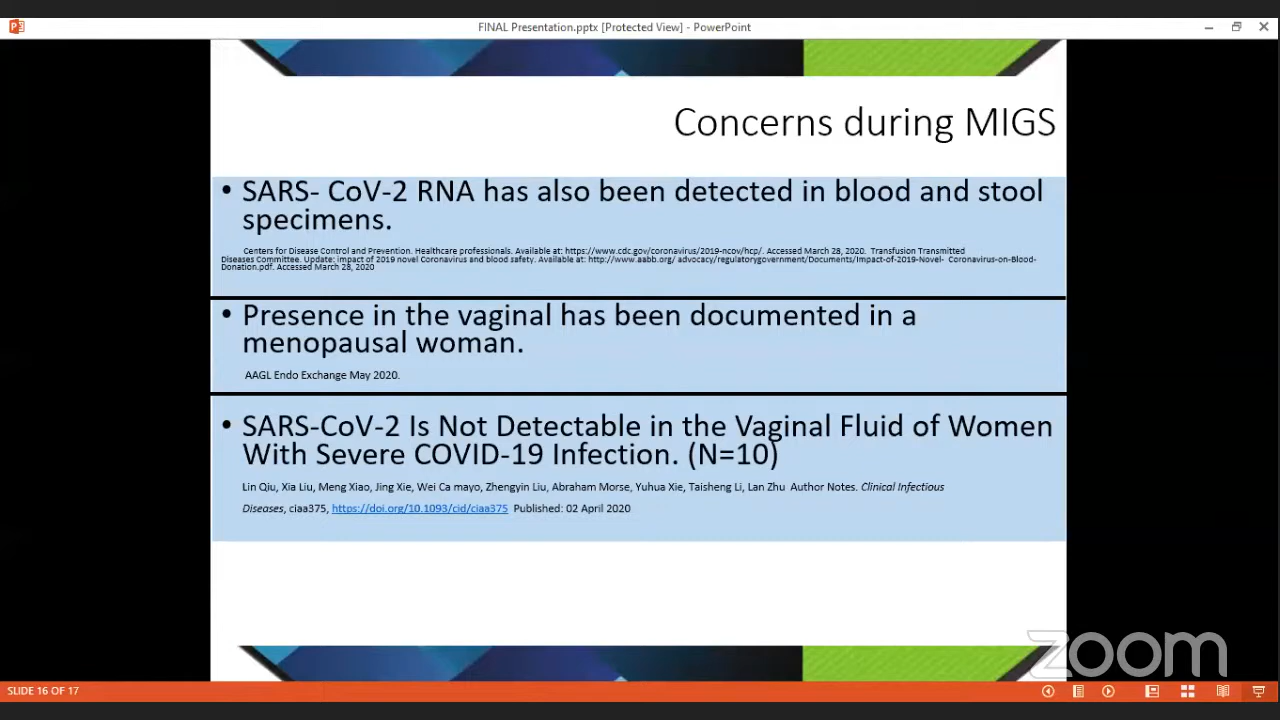 FINAL Presentation.pptx [Protected View] - PowerPoint
Concerns during MIGS
• SARS- CoV-2 RNA has also been detected in blood and stool
specimens.
Centers for Disease Control and Prevention. Healthcare professionals. Available at: https://www.cdc.gov/coronavirus/2019-ncov/hcp/. Accessed March 28, 2020. Transfusion Transmitted
Diseases Committee. Update: impact of 2019 novel Coronavirus and blood safety. Available at: http://www.aabb.org/ advocacy/regulatorygovernment/Documents/Impact-of-2019-Novel- Coronavirus-on-Blood-
Donation.pdf. Accessed March 28, 2020
• Presence in the vaginal has been documented in a
menopausal woman.
AAGL Endo Exchange May 2020.
• SARS-CoV-2 Is Not Detectable in the Vaginal Fluid of Women
With Severe COVID-19 Infection. (N=10)
Lin Qiu, Xia Liu, Meng Xiao, Jing Xie, Wei Ca mayo, Zhengyin Liu, Abraham Morse, Yuhua Xie, Taisheng Li, Lan Zhu Author Notes. Clinical Infectious
Diseases, ciaa375, https://doi.org/10.1093/cid/ciaa375 Published: 02 April 2020
zoom
SLIDE 16 OF 17